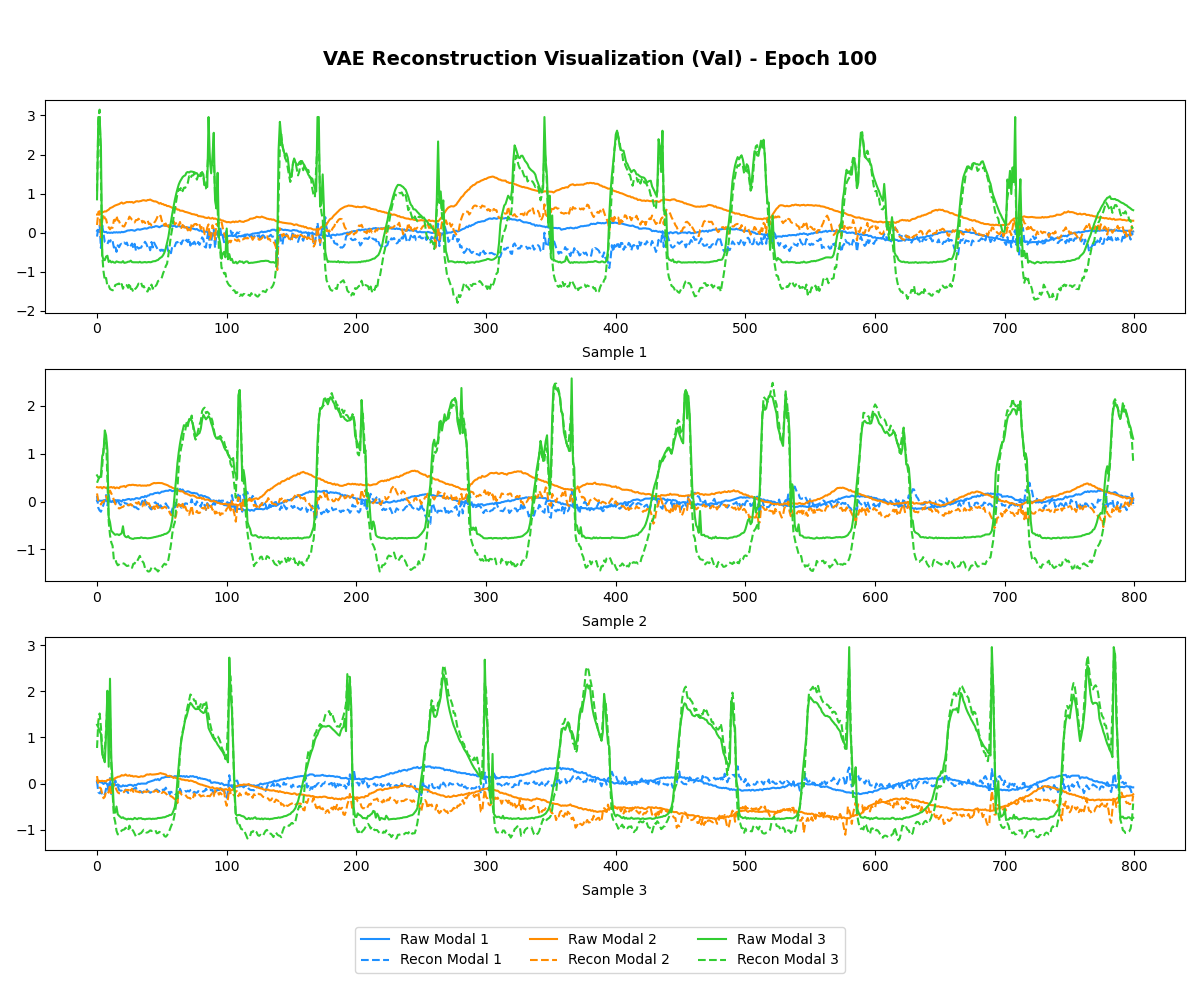 VAE Reconstruction Visualization (Val) - Epoch 100
3
2
1
0
−1
−2
0 100 200 300 400 500 600 700 800
Sample 1
2
1
0
−1
0 100 200 300 400 500 600 700 800
Sample 2
3
2
1
0
−1
0 100 200 300 400 500 600 700 800
Sample 3
Raw Modal 1 Raw Modal 2 Raw Modal 3
Recon Modal 1 Recon Modal 2 Recon Modal 3